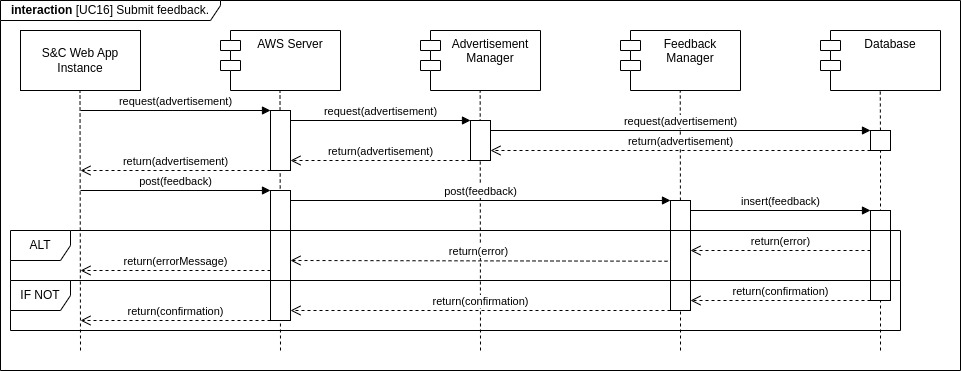 interaction [UC16] Submit feedback.
S&C Web App
Instance
AWS Server
Advertisement
Manager
Feedback
Manager
Database
request(advertisement)
request(advertisement)
request(advertisement)
return(advertisement)
return(advertisement)
return(advertisement)
post(feedback)
post(feedback)
insert(feedback)
ALT
return(error)
return(error)
return(errorMessage)
IF NOT
return(confirmation)
return(confirmation)
return(confirmation)